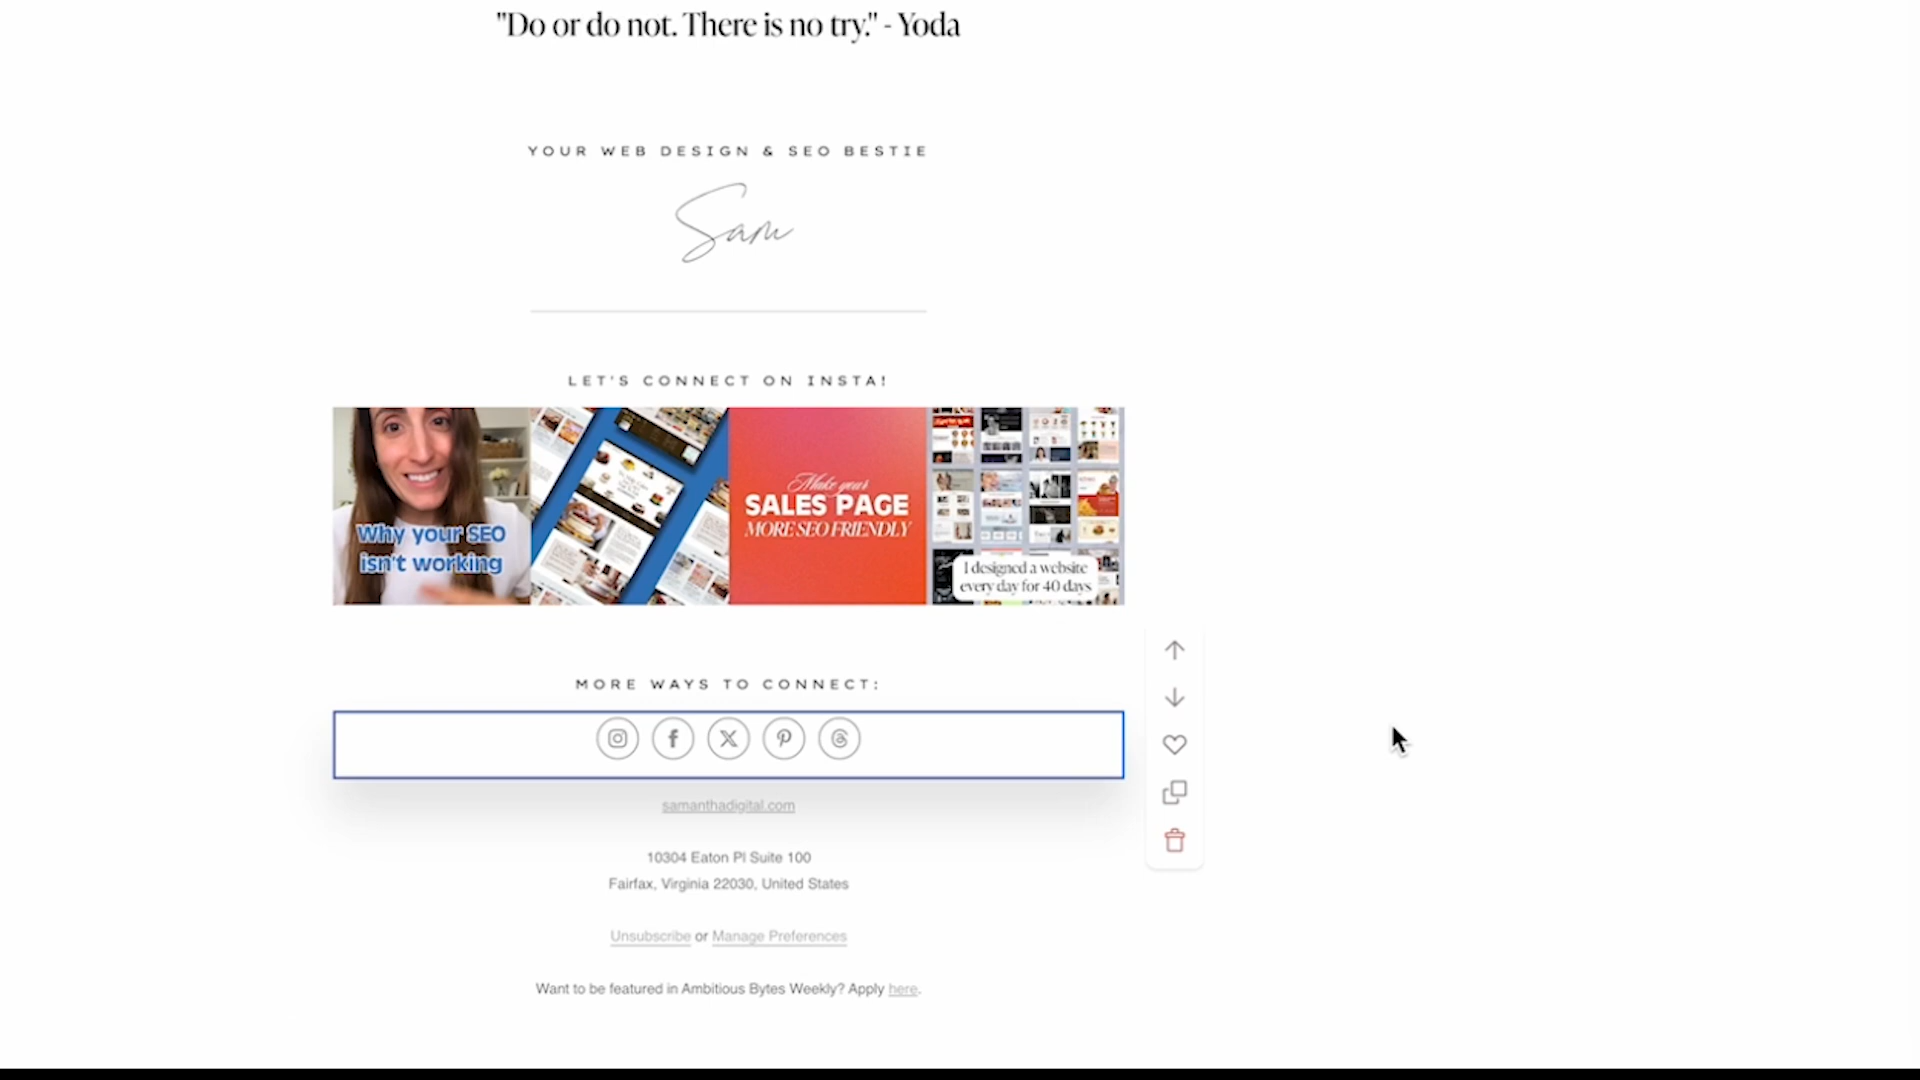 "Do or do not. There is no try." - Yoda
YOUR WEB DESIGN & SEO BESTIE
Sam
LET'S CONNECT ON INSTA!
Why your SEO
isn't working
Make your
SALES PAGE
MORE SEO FRIENDLY
I designed a website
every day for 40 days
MORE WAYS TO CONNECT:
samanthadigital.com
10304 Eaton Pl Suite 100
Fairfax, Virginia 22030, United States
Unsubscribe or Manage Preferences
Want to be featured in Ambitious Bytes Weekly? Apply here.